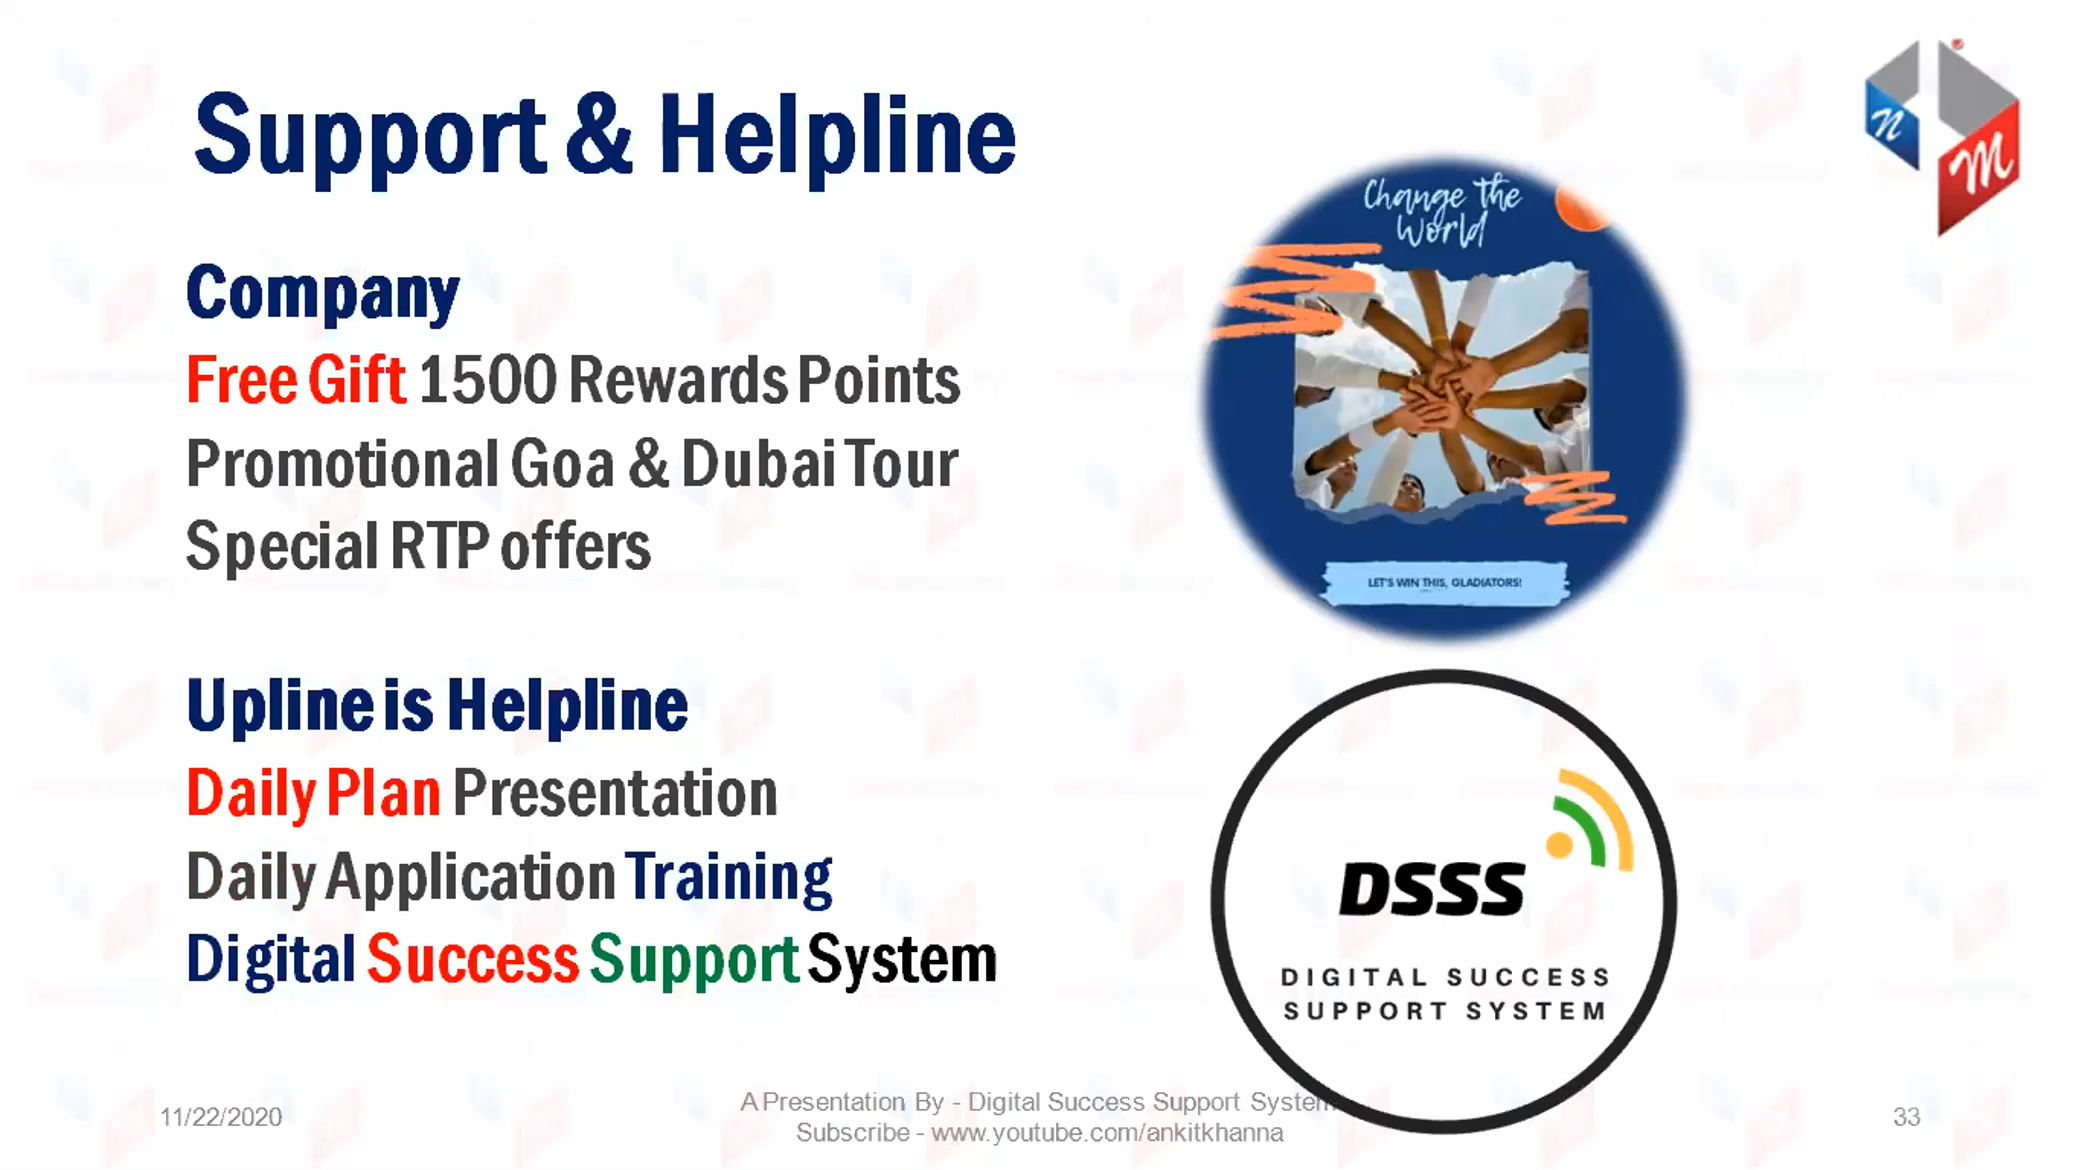 Support & Helpline
n
M
Change the
World
Company
Free Gift 1500 Rewards Points
Promotional Goa & Dubai Tour
Special RTP offers
LET'S WIN THIS, GLADIATORS!
Upline is Helpline
Daily Plan Presentation
Daily Application Training
Digital Success Support System
DSSS
DIGITAL SUCCESS
SUPPORT SYSTEM
11/22/2020
A Presentation By - Digital Success Support System
Subscribe - www.youtube.com/ankitkhanna
33